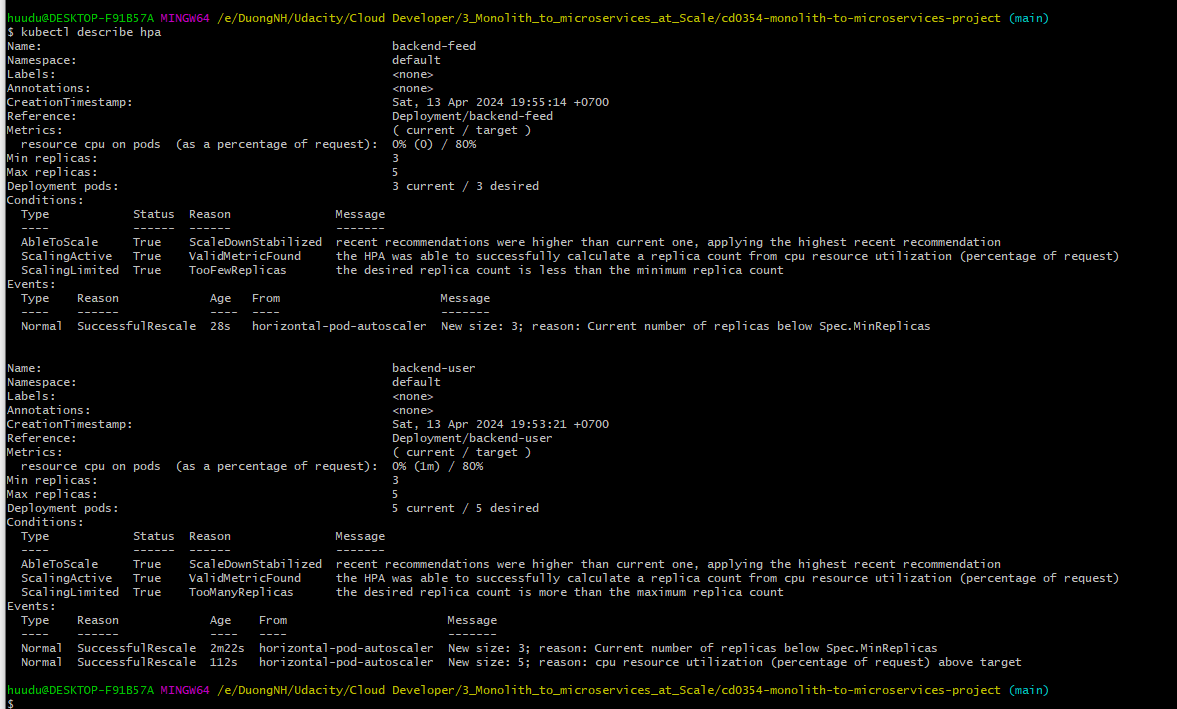 huudu@DESKTOP-F91B57A MINGW64 /e/DuongNH/Udacity/Cloud Developer/3_Monolith_to_microservices_at_Scale/cd0354-monolith-to-microservices-project (main)
$ kubectl describe hpa
Name: backend-feed
Namespace: default
Labels: <none>
Annotations: <none>
CreationTimestamp: Sat, 13 Apr 2024 19:55:14 +0700
Reference: Deployment/backend-feed
Metrics: ( current / target )
  resource cpu on pods  (as a percentage of request): 0% (0) / 80%
Min replicas: 3
Max replicas: 5
Deployment pods: 3 current / 3 desired
Conditions:
  Type            Status  Reason               Message
  ----            ------  ------               -------
  AbleToScale     True    ScaleDownStabilized  recent recommendations were higher than current one, applying the highest recent recommendation
  ScalingActive   True    ValidMetricFound     the HPA was able to successfully calculate a replica count from cpu resource utilization (percentage of request)
  ScalingLimited  True    TooFewReplicas       the desired replica count is less than the minimum replica count
Events:
  Type    Reason             Age   From                       Message
  ----    ------             ----  ----                       -------
  Normal  SuccessfulRescale  28s   horizontal-pod-autoscaler  New size: 3; reason: Current number of replicas below Spec.MinReplicas
Name: backend-user
Namespace: default
Labels: <none>
Annotations: <none>
CreationTimestamp: Sat, 13 Apr 2024 19:53:21 +0700
Reference: Deployment/backend-user
Metrics: ( current / target )
  resource cpu on pods  (as a percentage of request): 0% (1m) / 80%
Min replicas: 3
Max replicas: 5
Deployment pods: 5 current / 5 desired
Conditions:
  Type            Status  Reason               Message
  ----            ------  ------               -------
  AbleToScale     True    ScaleDownStabilized  recent recommendations were higher than current one, applying the highest recent recommendation
  ScalingActive   True    ValidMetricFound     the HPA was able to successfully calculate a replica count from cpu resource utilization (percentage of request)
  ScalingLimited  True    TooManyReplicas      the desired replica count is more than the maximum replica count
Events:
  Type    Reason             Age    From                       Message
  ----    ------             ----   ----                       -------
  Normal  SuccessfulRescale  2m22s  horizontal-pod-autoscaler  New size: 3; reason: Current number of replicas below Spec.MinReplicas
  Normal  SuccessfulRescale  112s   horizontal-pod-autoscaler  New size: 5; reason: cpu resource utilization (percentage of request) above target
huudu@DESKTOP-F91B57A MINGW64 /e/DuongNH/Udacity/Cloud Developer/3_Monolith_to_microservices_at_Scale/cd0354-monolith-to-microservices-project (main)
$